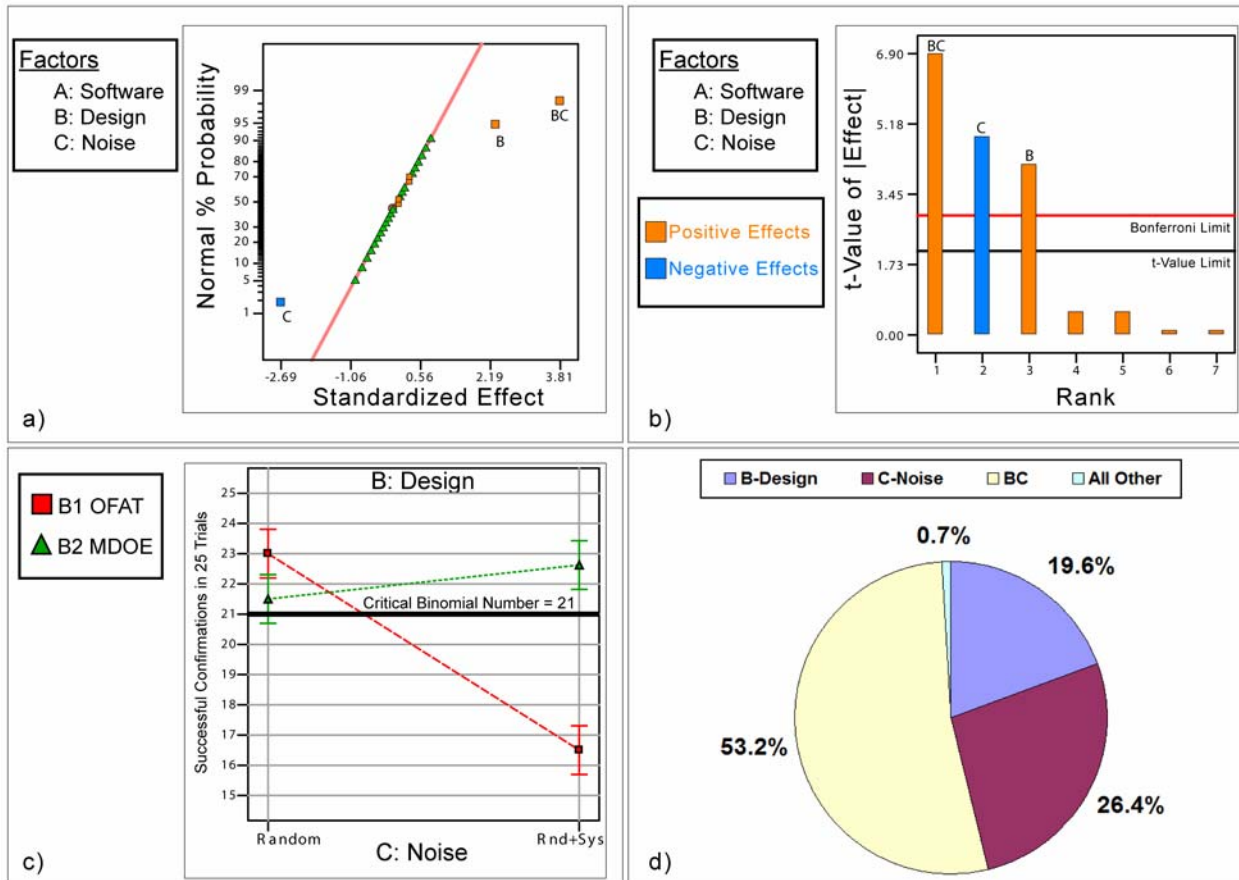 Factors
A: Software
B: Design
C: Noise
Normal % Probability
99
95
90
80
70
50
30
20
10
5
1
BC
B
C
-2.69
-1.06
0.56
2.19
3.81
Standardized Effect
a)
Factors
A: Software
B: Design
C: Noise
Positive Effects
Negative Effects
t-Value of |Effect|
6.90
5.18
3.45
1.73
0.00
BC
C
B
Bonferroni Limit
t-Value Limit
1
2
3
4
5
6
7
Rank
b)
B1 OFAT
B2 MDOE
B: Design
Successful Confirmations in 25 Trials
25
24
23
22
21
20
19
18
17
16
15
Critical Binomial Number = 21
Random
Rnd+Sys
C: Noise
c)
B-Design
C-Noise
BC
All Other
0.7%
19.6%
53.2%
26.4%
d)